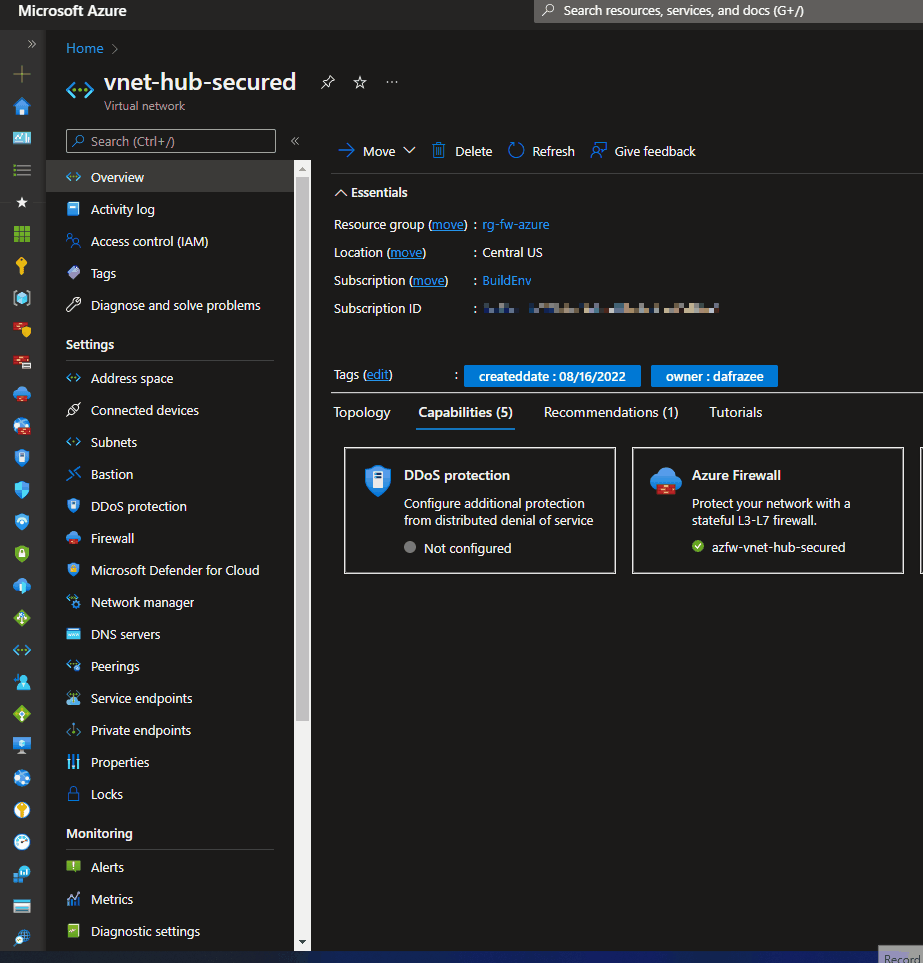 Microsoft Azure
Search resources, services, and docs (G+/)
Home
vnet-hub-secured
Virtual network
Search (Ctrl+/)
Overview
Activity log
Access control (IAM)
Tags
Diagnose and solve problems
Settings
Address space
Connected devices
Subnets
Bastion
DDoS protection
Firewall
Microsoft Defender for Cloud
Network manager
DNS servers
Peerings
Service endpoints
Private endpoints
Properties
Locks
Monitoring
Alerts
Metrics
Diagnostic settings
Move
Delete
Refresh
Give feedback
Essentials
Resource group (move) : rg-fw-azure
Location (move) : Central US
Subscription (move) : BuildEnv
Subscription ID :
Tags (edit) : createddate : 08/16/2022 owner : dafrazee
Topology Capabilities (5) Recommendations (1) Tutorials
DDoS protection
Configure additional protection
from distributed denial of service
Not configured
Azure Firewall
Protect your network with a
stateful L3-L7 firewall.
azfw-vnet-hub-secured
Record